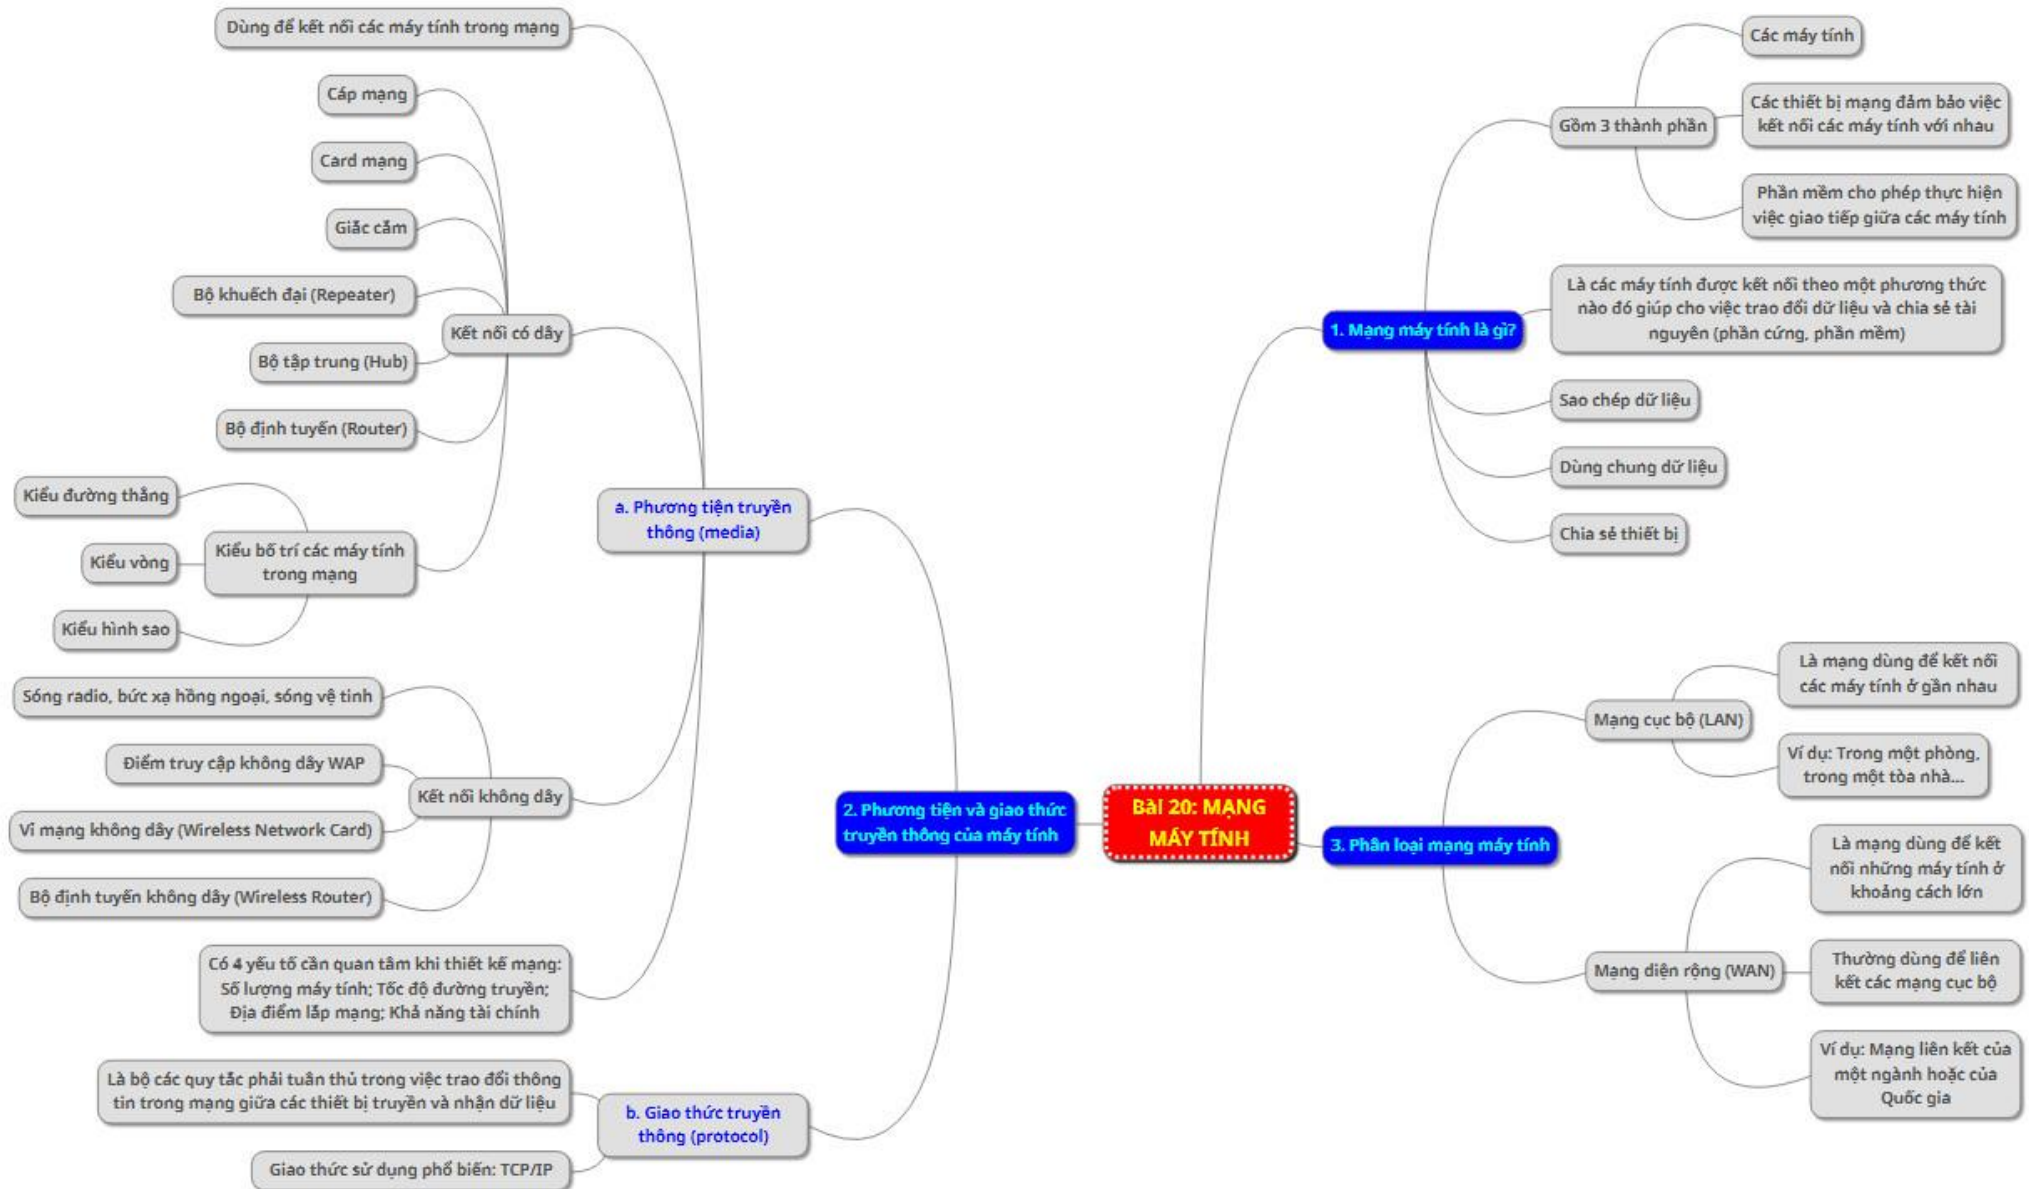 Bài 20: MẠNG
MÁY TÍNH
1. Mạng máy tính là gì?
Gồm 3 thành phần
Các máy tính
Các thiết bị mạng đảm bảo việc
kết nối các máy tính với nhau
Phần mềm cho phép thực hiện
việc giao tiếp giữa các máy tính
Là các máy tính được kết nối theo một phương thức
nào đó giúp cho việc trao đổi dữ liệu và chia sẻ tài
nguyên (phần cứng, phần mềm)
Sao chép dữ liệu
Dùng chung dữ liệu
Chia sẻ thiết bị
2. Phương tiện và giao thức
truyền thông của máy tính
a. Phương tiện truyền
thông (media)
Dùng để kết nối các máy tính trong mạng
Kết nối có dây
Cáp mạng
Card mạng
Giắc cắm
Bộ khuếch đại (Repeater)
Bộ tập trung (Hub)
Bộ định tuyến (Router)
Kiểu bố trí các máy tính
trong mạng
Kiểu đường thẳng
Kiểu vòng
Kiểu hình sao
Kết nối không dây
Sóng radio, bức xạ hồng ngoại, sóng vệ tinh
Điểm truy cập không dây WAP
Vỉ mạng không dây (Wireless Network Card)
Bộ định tuyến không dây (Wireless Router)
Có 4 yếu tố cần quan tâm khi thiết kế mạng:
Số lượng máy tính; Tốc độ đường truyền;
Địa điểm lắp mạng; Khả năng tài chính
b. Giao thức truyền
thông (protocol)
Là bộ các quy tắc phải tuân thủ trong việc trao đổi thông
tin trong mạng giữa các thiết bị truyền và nhận dữ liệu
Giao thức sử dụng phổ biến: TCP/IP
3. Phân loại mạng máy tính
Mạng cục bộ (LAN)
Là mạng dùng để kết nối
các máy tính ở gần nhau
Ví dụ: Trong một phòng,
trong một tòa nhà...
Mạng diện rộng (WAN)
Là mạng dùng để kết
nối những máy tính ở
khoảng cách lớn
Thường dùng để liên
kết các mạng cục bộ
Ví dụ: Mạng liên kết của
một ngành hoặc của
Quốc gia